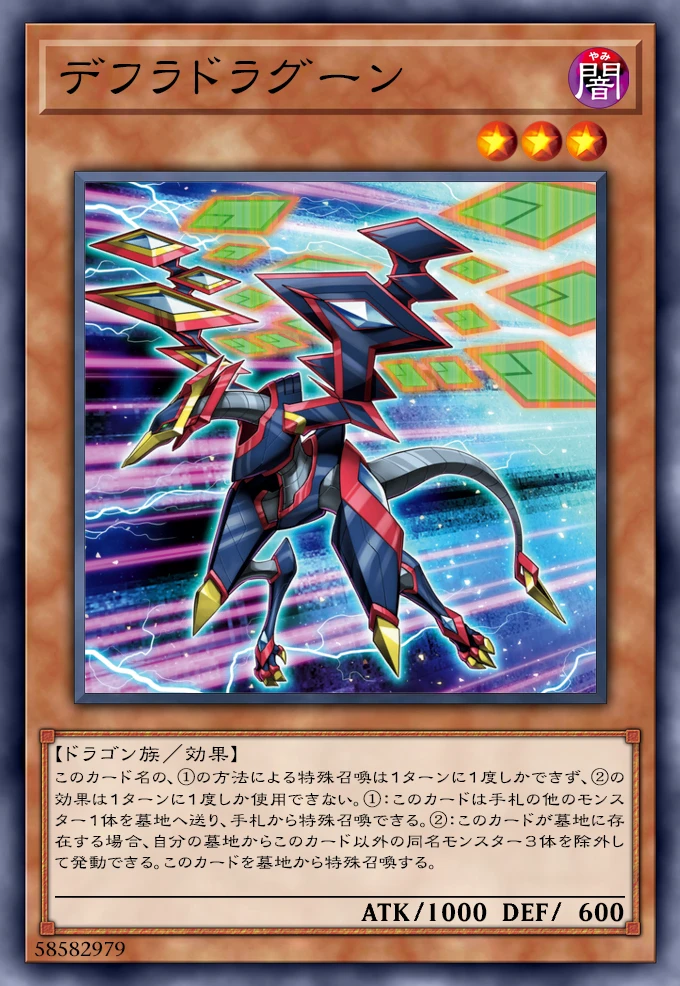 デフラドラグーン
やみ
闇
【ドラゴン族／効果】
このカード名の、①の方法による特殊召喚は１ターンに１度しかできず、②の
効果は１ターンに１度しか使用できない。①：このカードは手札の他のモンス
ター１体を墓地へ送り、手札から特殊召喚できる。②：このカードが墓地に存
在する場合、自分の墓地からこのカード以外の同名モンスター３体を除外し
て発動できる。このカードを墓地から特殊召喚する。
ATK/1000 DEF/ 600
58582979